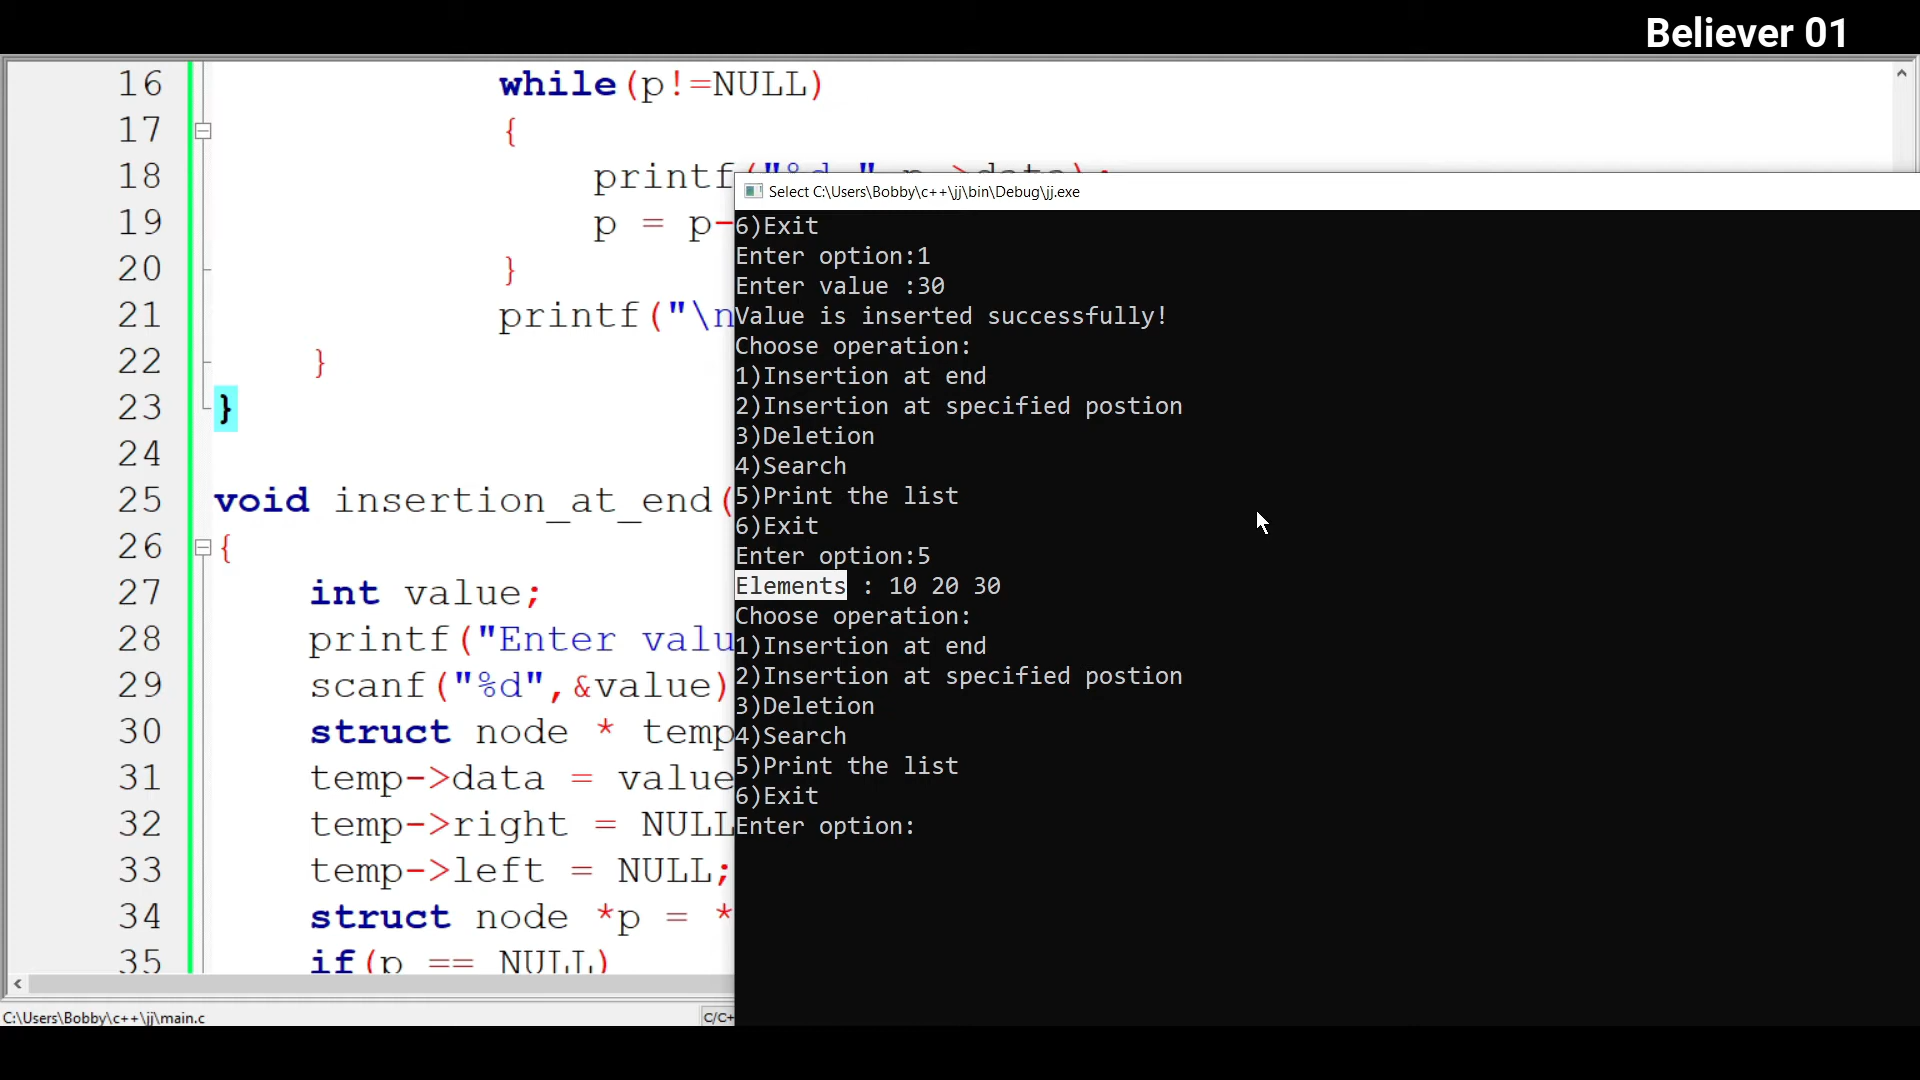 Believer 01
16 while(p!=NULL)
17 {
18 printf("%d ",p->data);
19 p = p-
20 }
21 printf("\n
22 }
23 }
24
25 void insertion_at_end(
26 {
27 int value;
28 printf("Enter valu
29 scanf("%d",&value)
30 struct node * temp
31 temp->data = value
32 temp->right = NULL
33 temp->left = NULL;
34 struct node *p = *
35 if(p == NULL)
C:\Users\Bobby\c++\jj\main.c
C/C+
Select C:\Users\Bobby\c++\jj\bin\Debug\jj.exe
6)Exit
Enter option:1
Enter value :30
Value is inserted successfully!
Choose operation:
1)Insertion at end
2)Insertion at specified postion
3)Deletion
4)Search
5)Print the list
6)Exit
Enter option:5
Elements : 10 20 30
Choose operation:
1)Insertion at end
2)Insertion at specified postion
3)Deletion
4)Search
5)Print the list
6)Exit
Enter option: